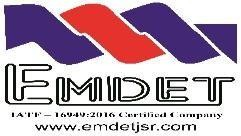 EMDET
IATF – 16949:2016 Certified Company
www.emdetjsr.com